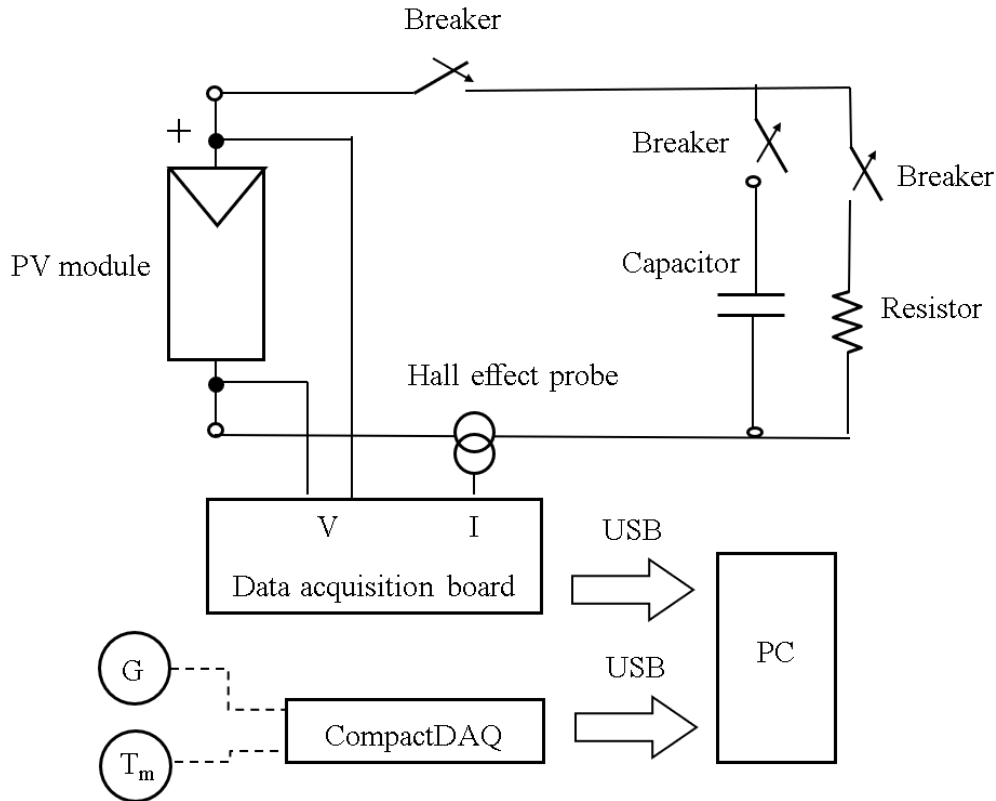 Breaker
+
Breaker
Breaker
PV module
Capacitor
Resistor
Hall effect probe
V
I
Data acquisition board
USB
PC
G
USB
CompactDAQ
Tm